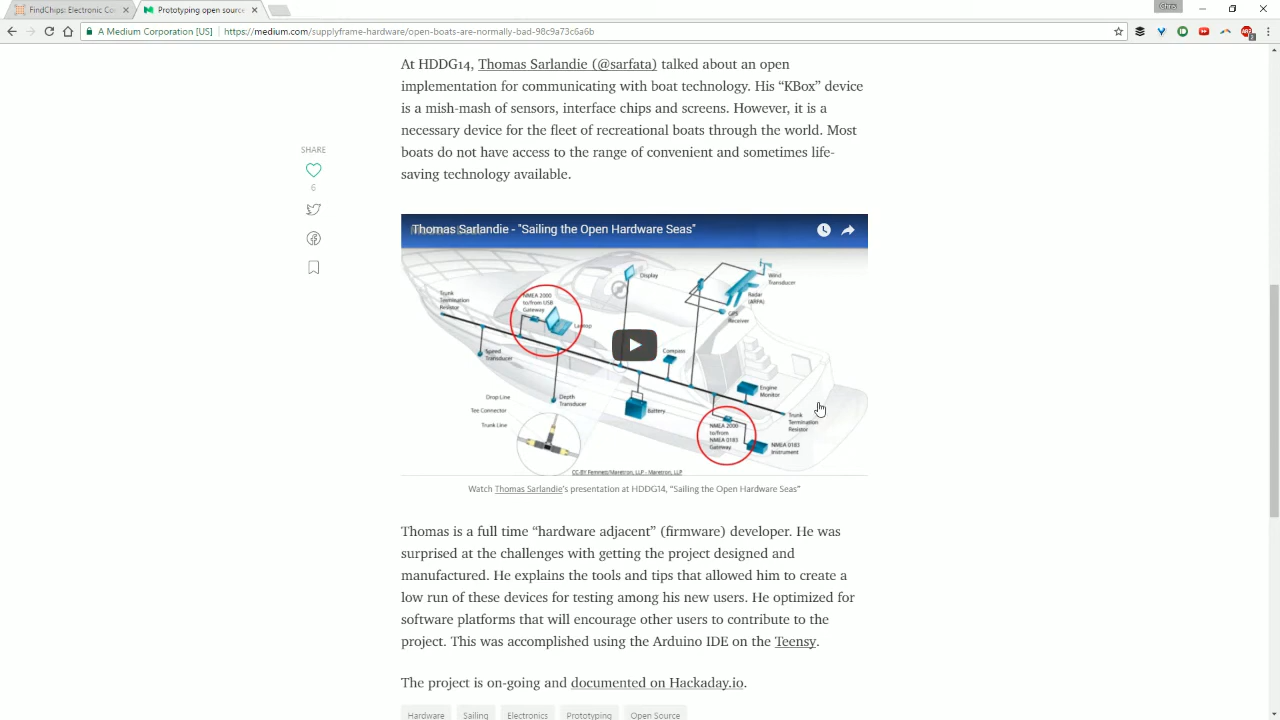 FindChips: Electronic Co
Prototyping open source
Chris
A Medium Corporation [US]
https://medium.com/supplyframe-hardware/open-boats-are-normally-bad-98c9a73c6a6b
At HDDG14, Thomas Sarlandie (@sarfata) talked about an open
implementation for communicating with boat technology. His “KBox” device
is a mish-mash of sensors, interface chips and screens. However, it is a
necessary device for the fleet of recreational boats through the world. Most
boats do not have access to the range of convenient and sometimes life-
saving technology available.
SHARE
6
Thomas Sarlandie - "Sailing the Open Hardware Seas"
Display
Wind
Transducer
Radar
(ARPA)
GPS
Receiver
Trunk
Termination
Resistor
NMEA 2000
to/from USB
Gateway
Laptop
Speed
Transducer
Compass
Engine
Monitor
Drop Line
Tee Connector
Trunk Line
Depth
Transducer
Battery
Trunk
Termination
Resistor
NMEA 2000
to/from
NMEA 0183
Gateway
NMEA 0183
Instrument
Watch Thomas Sarlandie's presentation at HDDG14, “Sailing the Open Hardware Seas”
Thomas is a full time “hardware adjacent” (firmware) developer. He was
surprised at the challenges with getting the project designed and
manufactured. He explains the tools and tips that allowed him to create a
low run of these devices for testing among his new users. He optimized for
software platforms that will encourage other users to contribute to the
project. This was accomplished using the Arduino IDE on the Teensy.
The project is on-going and documented on Hackaday.io.
Hardware
Sailing
Electronics
Prototyping
Open Source